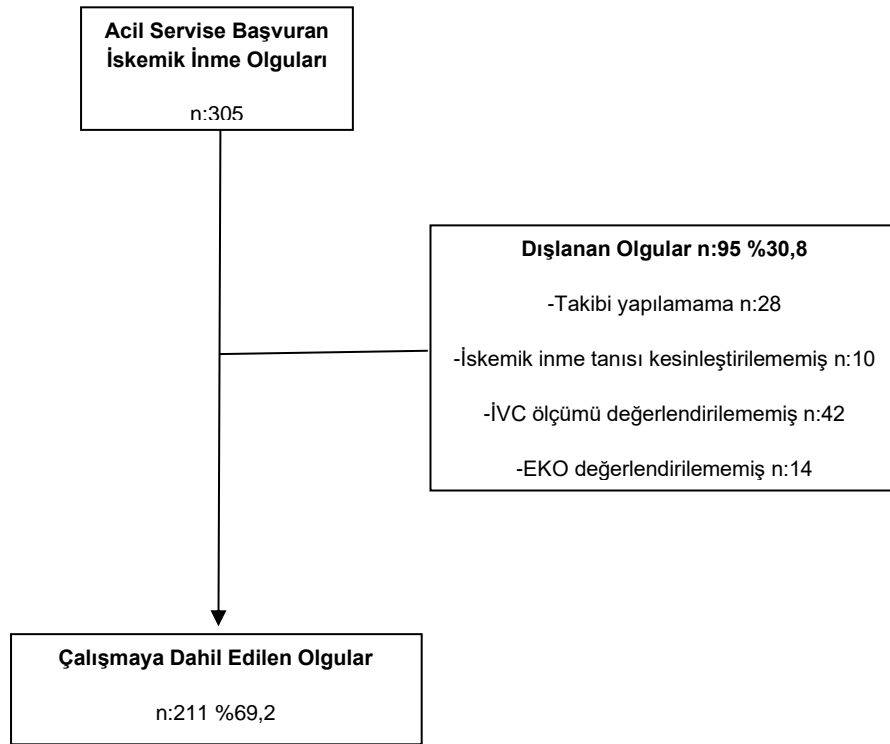 Acil Servise Başvuran
İskemik İnme Olguları
n:305
Dışlanan Olgular n:95 %30,8
-Takibi yapılamama n:28
-İskemik inme tanısı kesinleştirilememiş n:10
-İVC ölçümü değerlendirilememiş n:42
-EKO değerlendirilememiş n:14
Çalışmaya Dahil Edilen Olgular
n:211 %69,2